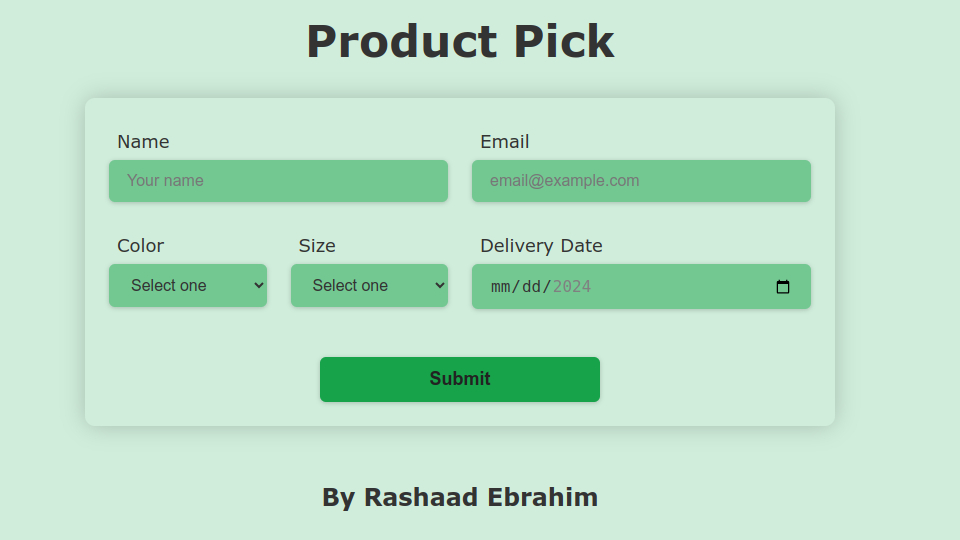 Product Pick
Name Email
Your name email@example.com
Color Size Delivery Date
Select one Select one mm/dd/2024
Submit
By Rashaad Ebrahim